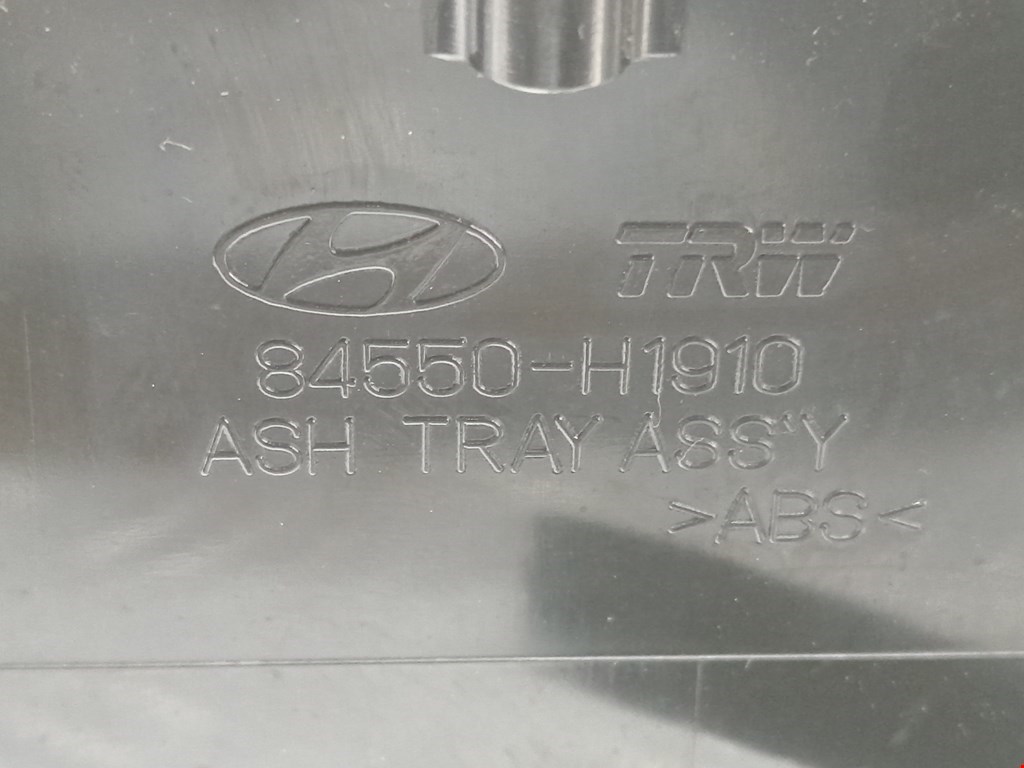 TRW
84550-H1910
ASH TRAY ASS'Y
>ABS<